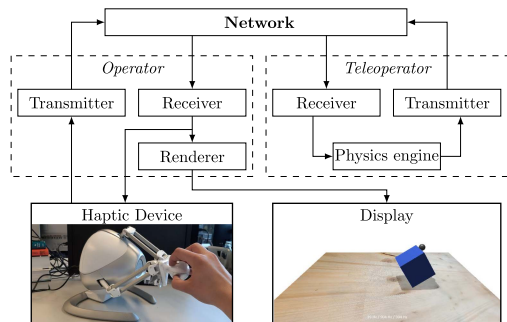 Network
Operator
Teleoperator
Transmitter
Receiver
Receiver
Transmitter
Renderer
Physics engine
Haptic Device
Display